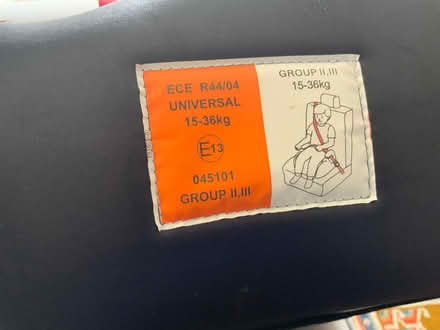 ECE R44/04
UNIVERSAL
15-36kg
E13
045101
GROUP II,III
GROUP II,III
15-36kg